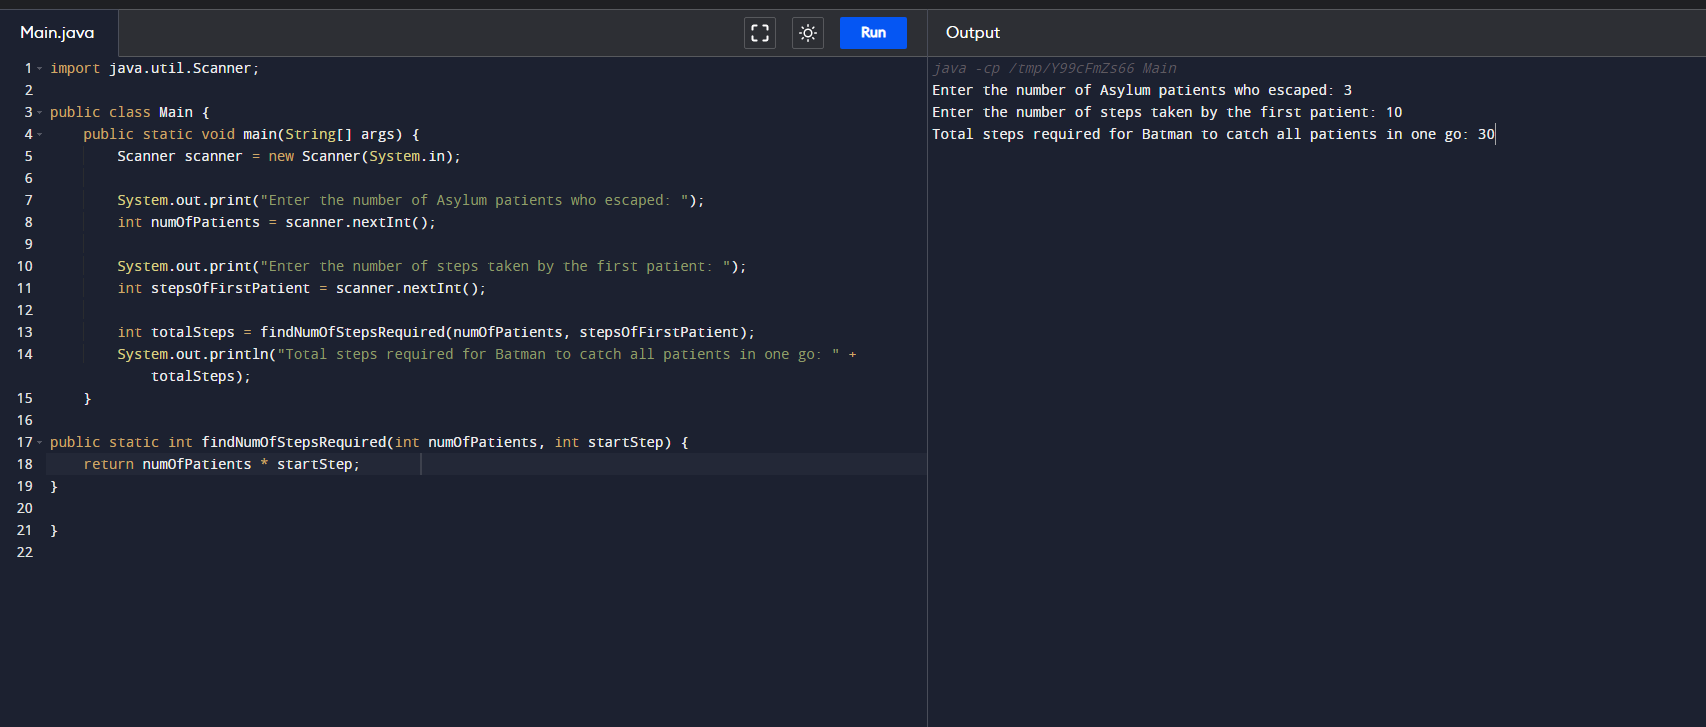 Main.java
Run
Output
1 import java.util.Scanner;
2
3 public class Main {
4     public static void main(String[] args) {
5         Scanner scanner = new Scanner(System.in);
6
7         System.out.print("Enter the number of Asylum patients who escaped: ");
8         int numOfPatients = scanner.nextInt();
9
10         System.out.print("Enter the number of steps taken by the first patient: ");
11         int stepsOfFirstPatient = scanner.nextInt();
12
13         int totalSteps = findNumOfStepsRequired(numOfPatients, stepsOfFirstPatient);
14         System.out.println("Total steps required for Batman to catch all patients in one go: " +
            totalSteps);
15     }
16
17 public static int findNumOfStepsRequired(int numOfPatients, int startStep) {
18     return numOfPatients * startStep;
19 }
20
21 }
22
java -cp /tmp/Y99cFmZs66 Main
Enter the number of Asylum patients who escaped: 3
Enter the number of steps taken by the first patient: 10
Total steps required for Batman to catch all patients in one go: 30